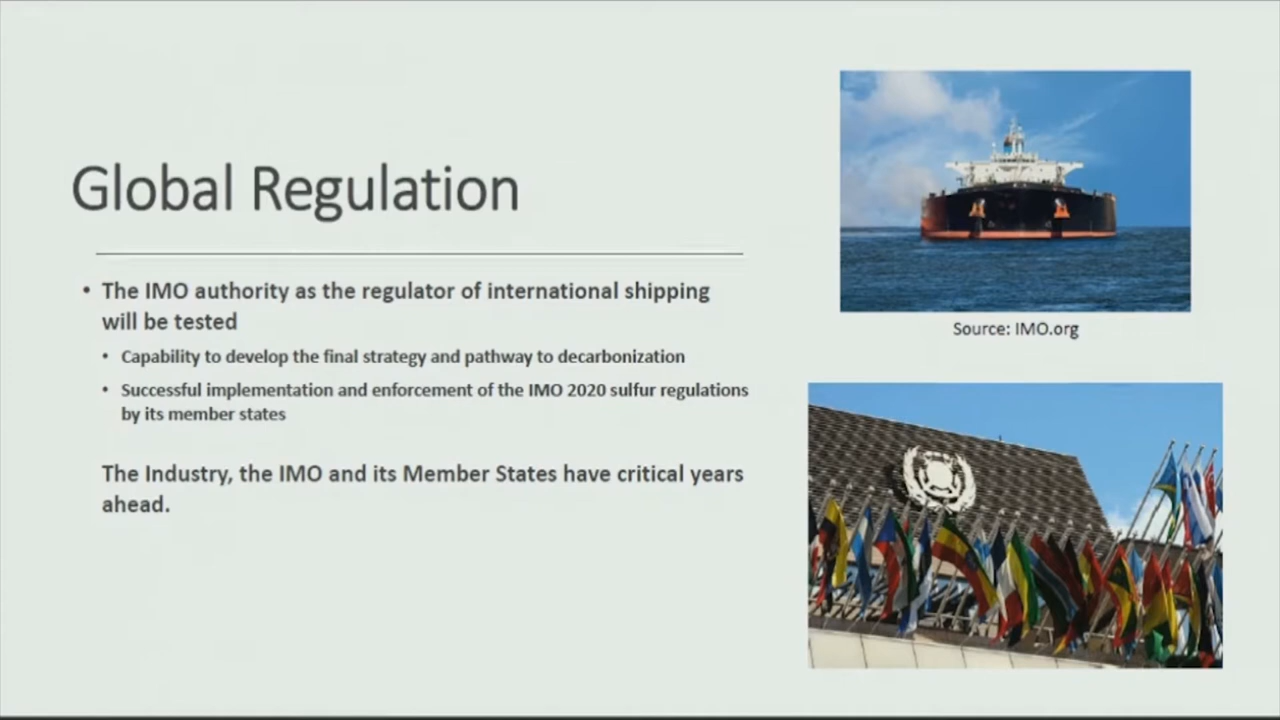 Global Regulation
• The IMO authority as the regulator of international shipping
will be tested
• Capability to develop the final strategy and pathway to decarbonization
• Successful implementation and enforcement of the IMO 2020 sulfur regulations
by its member states
The Industry, the IMO and its Member States have critical years
ahead.
Source: IMO.org